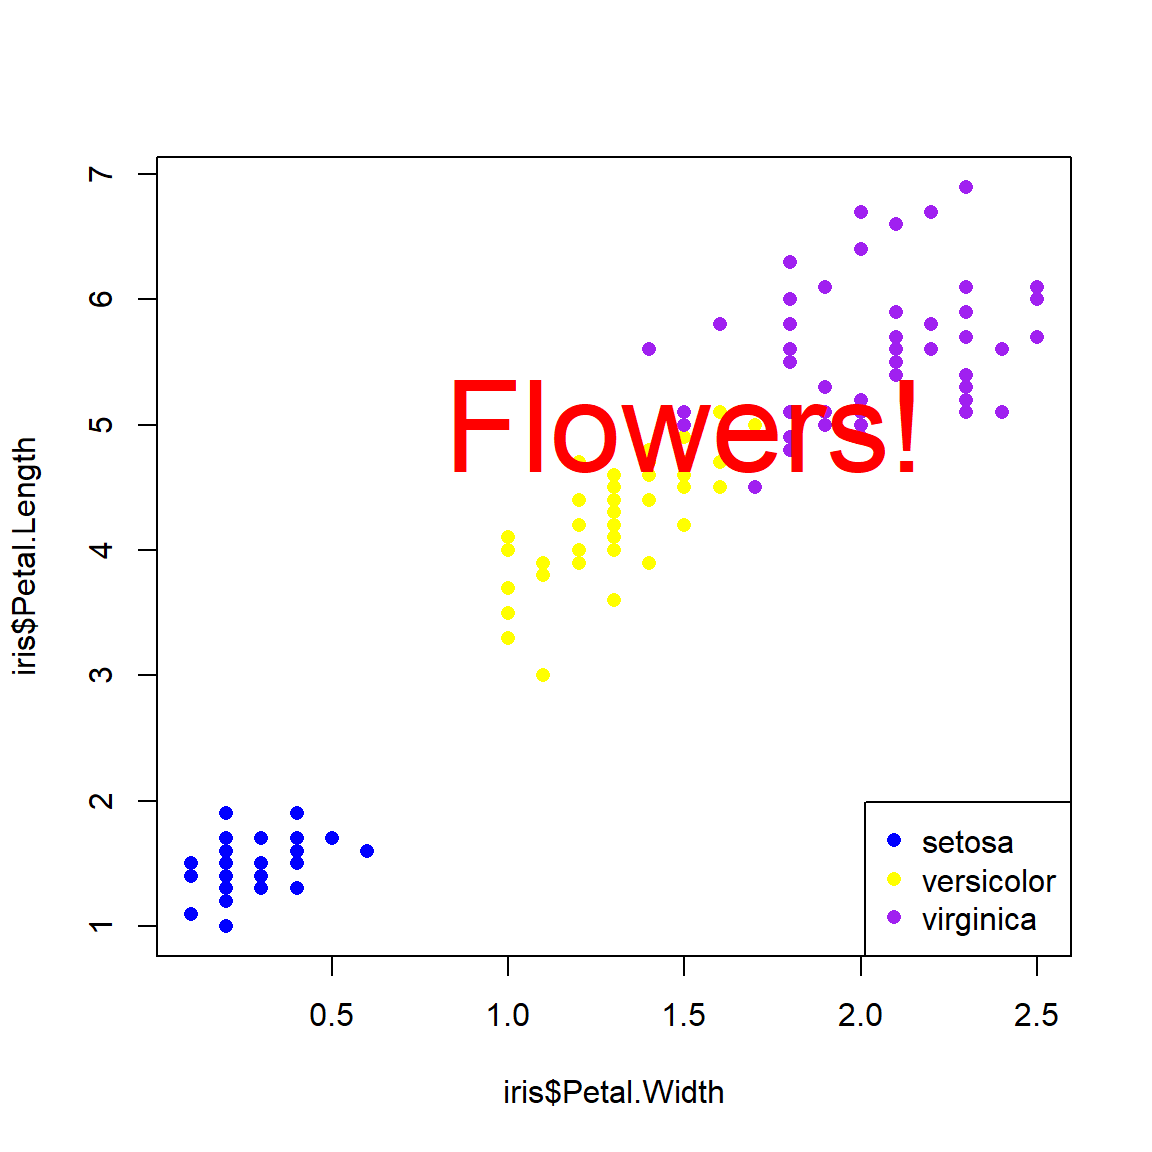 7
6
5
4
3
2
1
iris$Petal.Length
Flowers!
setosa
versicolor
virginica
0.5 1.0 1.5 2.0 2.5
iris$Petal.Width